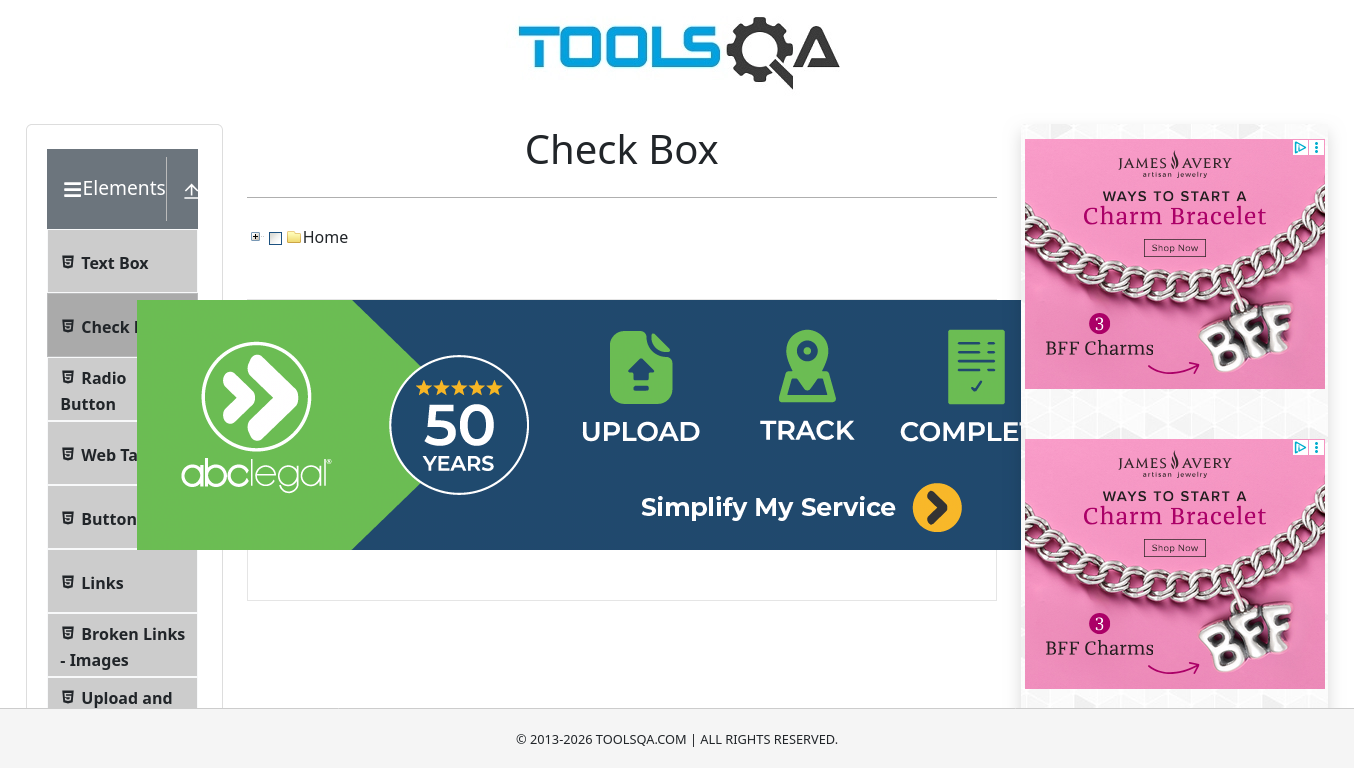 TOOLSQA
Check Box
Elements
Text Box
Check
Radio
Button
Web Ta
Button
Links
Broken Links
- Images
Upload and
Home
abclegal®
50
YEARS
UPLOAD
TRACK
COMPLET
Simplify My Service
JAMES AVERY
artisan jewelry
WAYS TO START A
Charm Bracelet
Shop Now
3
BFF Charms
BFF
JAMES AVERY
artisan jewelry
WAYS TO START A
Charm Bracelet
Shop Now
3
BFF Charms
BFF
© 2013-2026 TOOLSQA.COM | ALL RIGHTS RESERVED.